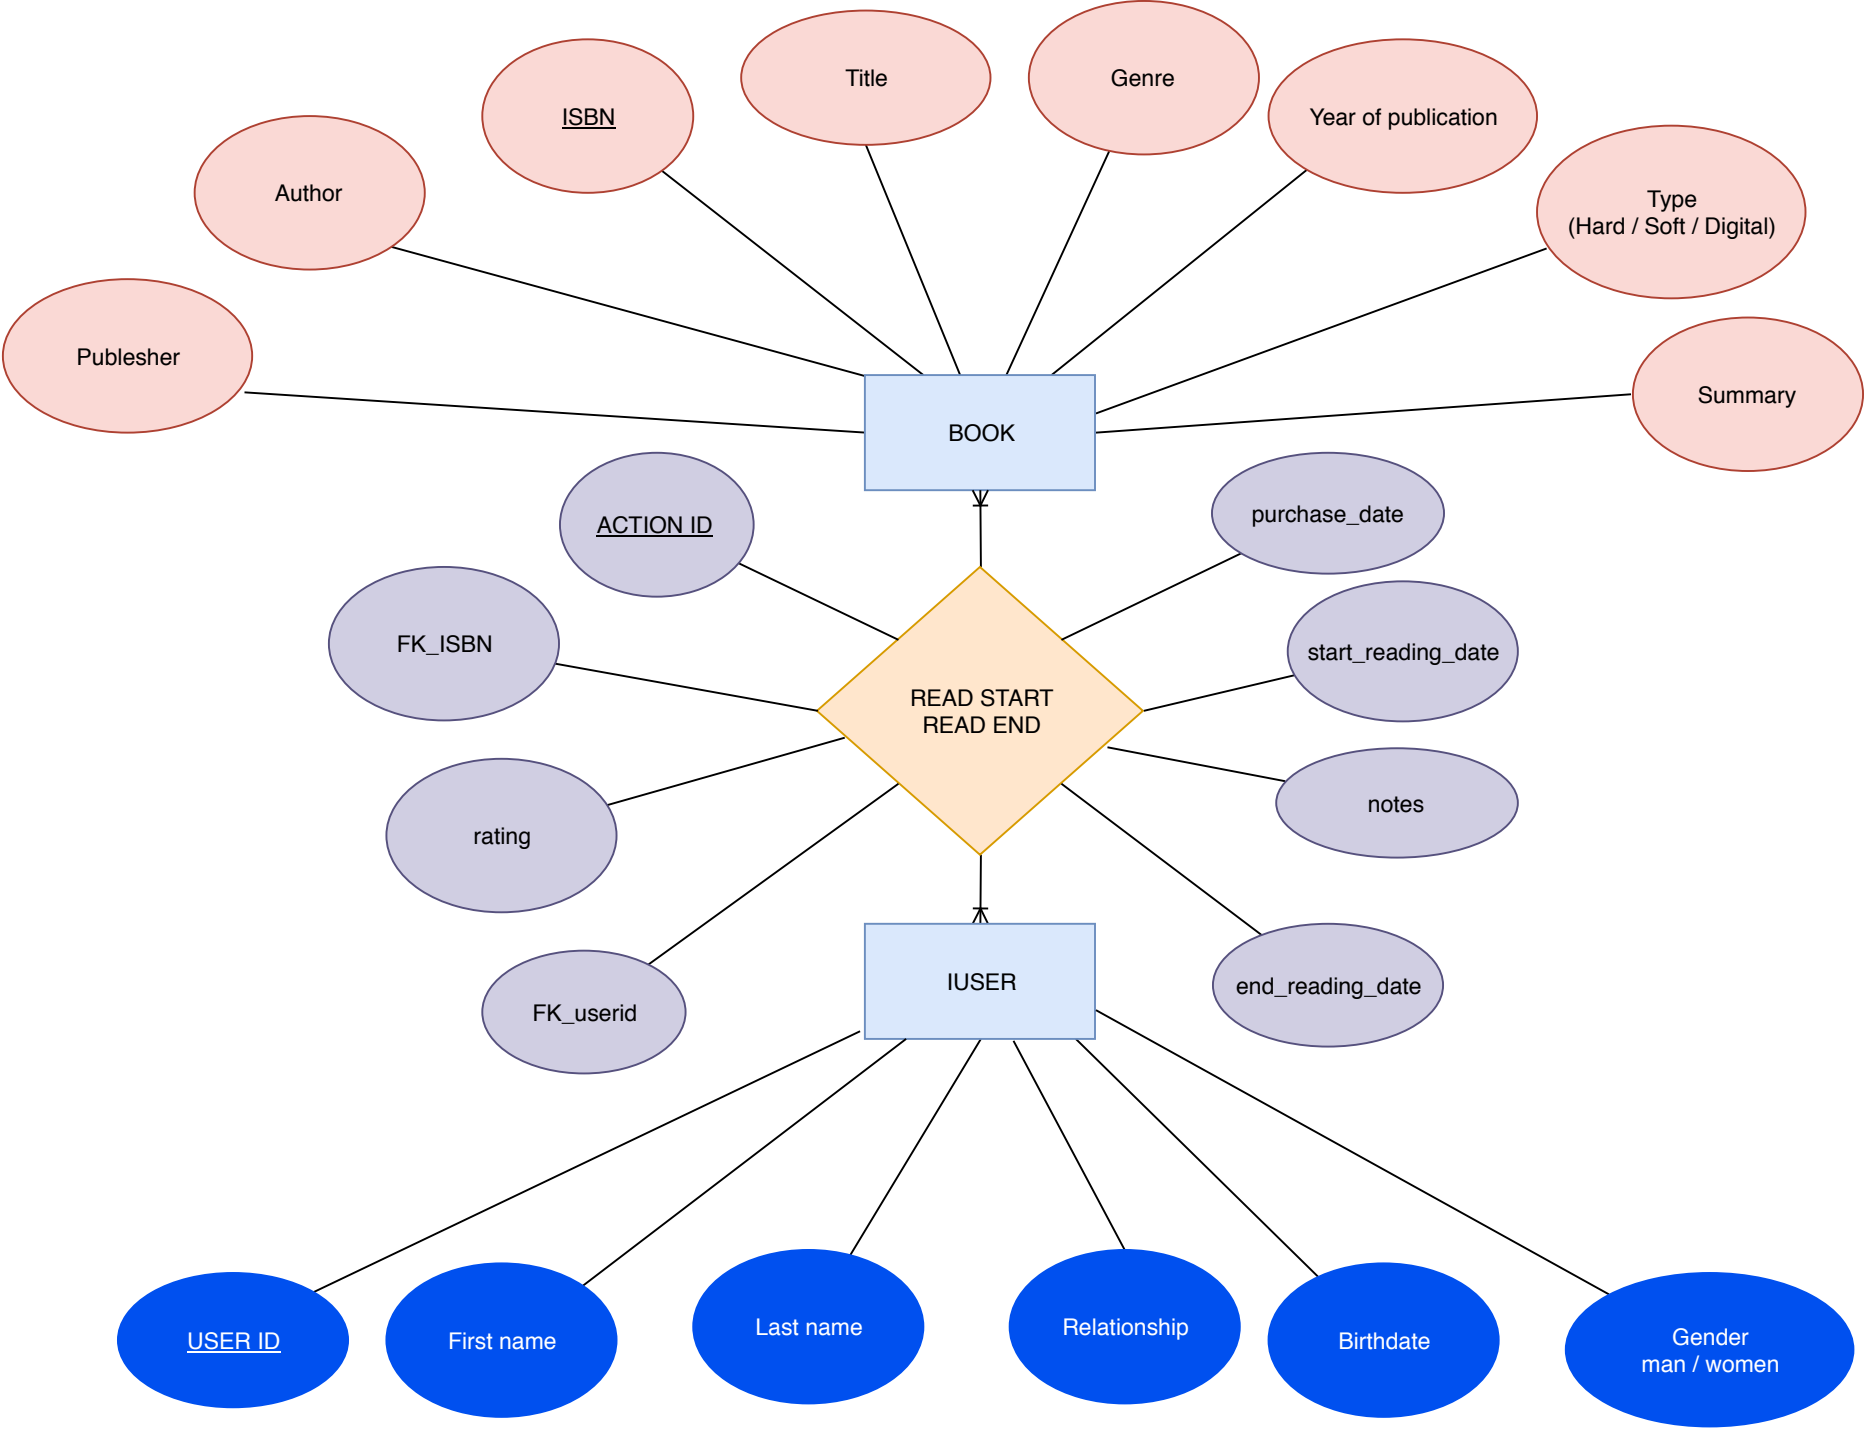 Title
Genre
ISBN
Year of publication
Author
Type
(Hard / Soft / Digital)
Publesher
Summary
BOOK
ACTION ID
purchase_date
FK_ISBN
start_reading_date
READ START
READ END
rating
notes
FK_userid
IUSER
end_reading_date
USER ID
First name
Last name
Relationship
Birthdate
Gender
man / women